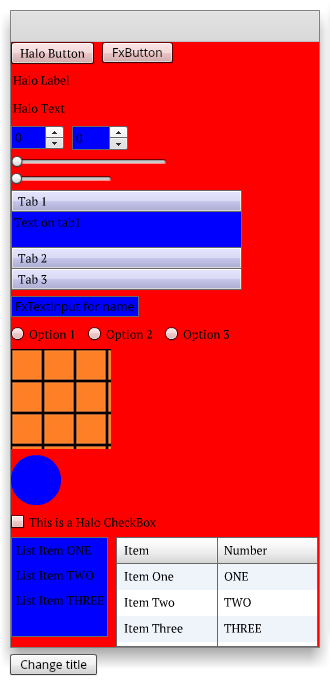 Halo Button FxButton
Halo Label
Halo Text
0 0
Tab 1
Text on tab1
Tab 2
Tab 3
FxTextInput for name
Option 1 Option 2 Option 3
This is a Halo CheckBox
List Item ONE
List Item TWO
List Item THREE
Item Number
Item One ONE
Item Two TWO
Item Three THREE
Change title